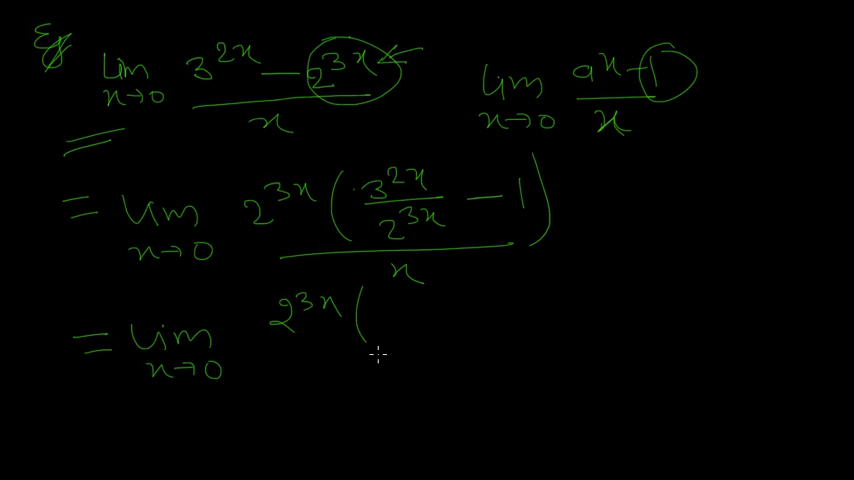 Eg
lim x→0 (3^{2x} − 2^{3x}) / x
lim x→0 (a^x − 1) / x
= lim x→0 2^{3x} (3^{2x} / 2^{3x} − 1) / x
= lim x→0 2^{3x} (